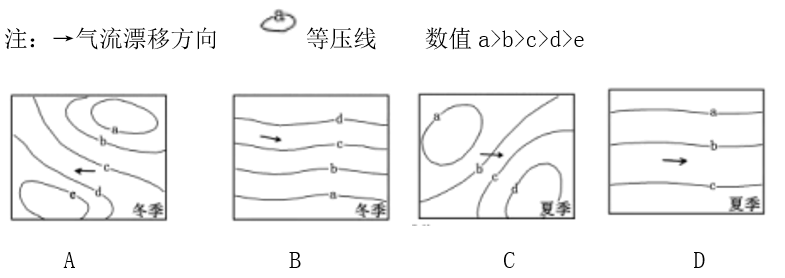 注：→气流漂移方向 a 等压线 数值 a>b>c>d>e
a b c d e 冬季
d c b a 冬季
a b c d 夏季
a b c 夏季
A B C D